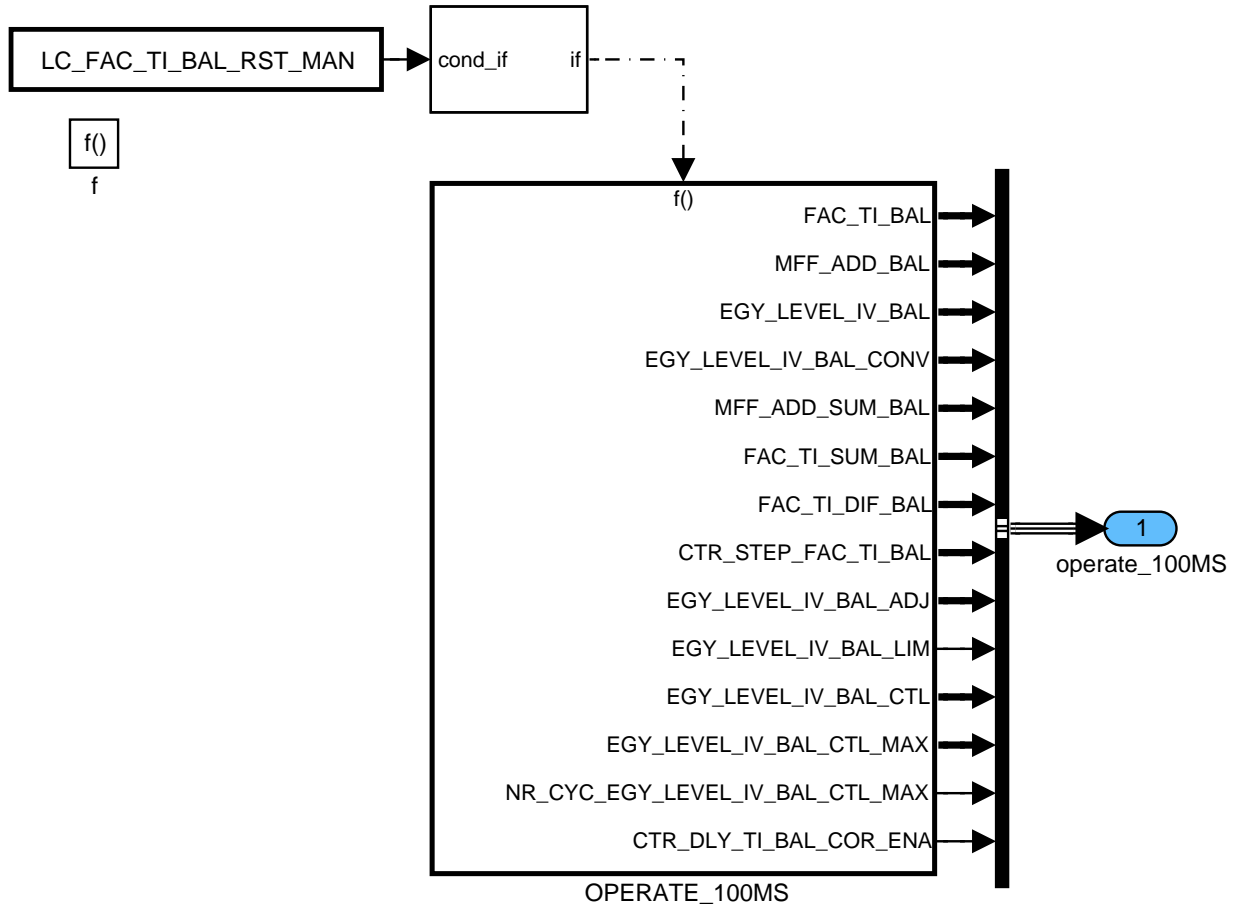 LC_FAC_TI_BAL_RST_MAN
cond_if
if
f()
f
f()
FAC_TI_BAL
MFF_ADD_BAL
EGY_LEVEL_IV_BAL
EGY_LEVEL_IV_BAL_CONV
MFF_ADD_SUM_BAL
FAC_TI_SUM_BAL
FAC_TI_DIF_BAL
CTR_STEP_FAC_TI_BAL
EGY_LEVEL_IV_BAL_ADJ
EGY_LEVEL_IV_BAL_LIM
EGY_LEVEL_IV_BAL_CTL
EGY_LEVEL_IV_BAL_CTL_MAX
NR_CYC_EGY_LEVEL_IV_BAL_CTL_MAX
CTR_DLY_TI_BAL_COR_ENA
OPERATE_100MS
1
operate_100MS